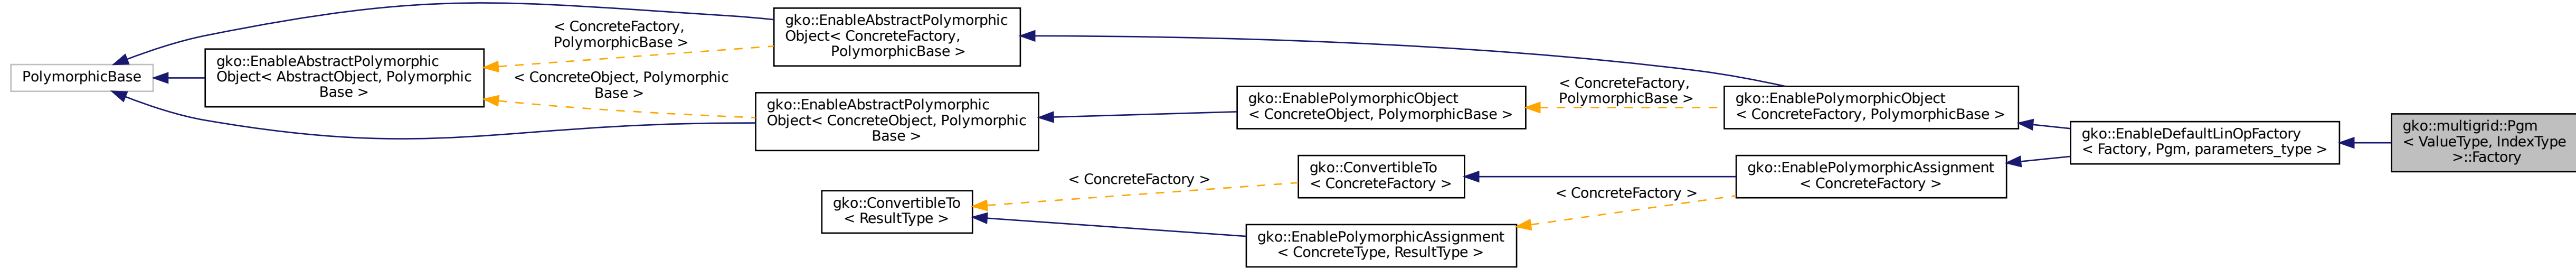 PolymorphicBase
gko::EnableAbstractPolymorphic
Object< AbstractObject, Polymorphic
Base >
< ConcreteFactory,
PolymorphicBase >
< ConcreteObject, Polymorphic
Base >
gko::EnableAbstractPolymorphic
Object< ConcreteFactory,
PolymorphicBase >
gko::EnableAbstractPolymorphic
Object< ConcreteObject, Polymorphic
Base >
gko::ConvertibleTo
< ResultType >
< ConcreteFactory >
gko::EnablePolymorphicObject
< ConcreteObject, PolymorphicBase >
gko::ConvertibleTo
< ConcreteFactory >
gko::EnablePolymorphicAssignment
< ConcreteType, ResultType >
< ConcreteFactory,
PolymorphicBase >
< ConcreteFactory >
gko::EnablePolymorphicObject
< ConcreteFactory, PolymorphicBase >
gko::EnablePolymorphicAssignment
< ConcreteFactory >
gko::EnableDefaultLinOpFactory
< Factory, Pgm, parameters_type >
gko::multigrid::Pgm
< ValueType, IndexType
>::Factory